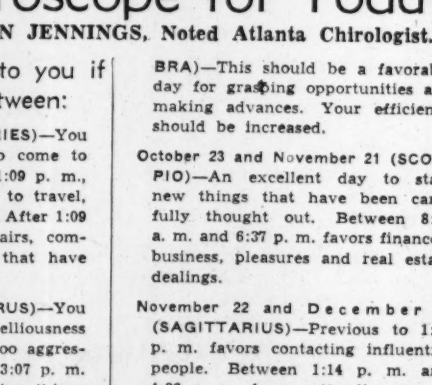 roscope for Toda
N JENNINGS, Noted Atlanta Chirologist.
to you if
tween:
IES)—You
o come to
1:09 p. m.,
to travel,
After 1:09
airs, com-
that have
RUS)—You
elliousness
oo aggres-
3:07 p. m.
BRA)—This should be a favoral
day for grasping opportunities a
making advances. Your efficien
should be increased.
October 23 and November 21 (SCO
PIO)—An excellent day to sta
new things that have been car
fully thought out. Between 8:
a. m. and 6:37 p. m. favors finance
business, pleasures and real esta
dealings.
November 22 and December
(SAGITTARIUS)—Previous to 1:
p. m. favors contacting influenti
people. Between 1:14 p. m. a